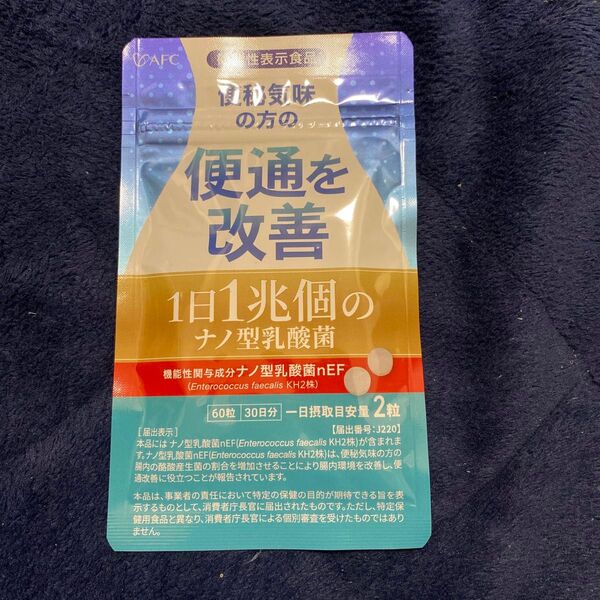 AFC
機能性表示食品
便秘気味
の方の
便通を
改善
1日1兆個の
ナノ型乳酸菌
機能性関与成分ナノ型乳酸菌nEF
(Enterococcus faecalis KH2株)
60粒 30日分 一日摂取目安量2粒
[届出表示] 【届出番号:J220】
本品には ナノ型乳酸菌nEF(Enterococcus faecalis KH2株)が含まれま
す。ナノ型乳酸菌nEF(Enterococcus faecalis KH2株)は、便秘気味の方の
腸内の酪酸産生菌の割合を増加させることにより腸内環境を改善し、便
通改善に役立つことが報告されています。
本品は、事業者の責任において特定の保健の目的が期待できる旨を表
示するものとして、消費者庁長官に届出されたものです。ただし、特定保
健用食品と異なり、消費者庁長官による個別審査を受けたものではあり
ません。